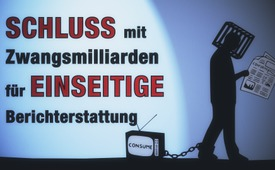 SCHLUSS mit
Zwangsmilliarden
für EINSEITIGE
Berichterstattung
CONSUME